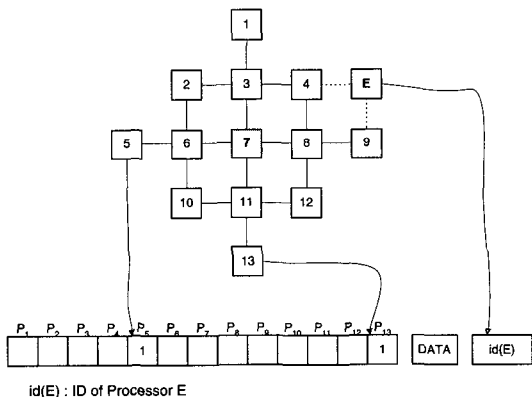 1
2 3 4 E
5 6 7 8 9
10 11 12
13
P1 P2 P3 P4 P5 P6 P7 P8 P9 P10 P11 P12 P13
1 1 DATA id(E)
id(E) : ID of Processor E